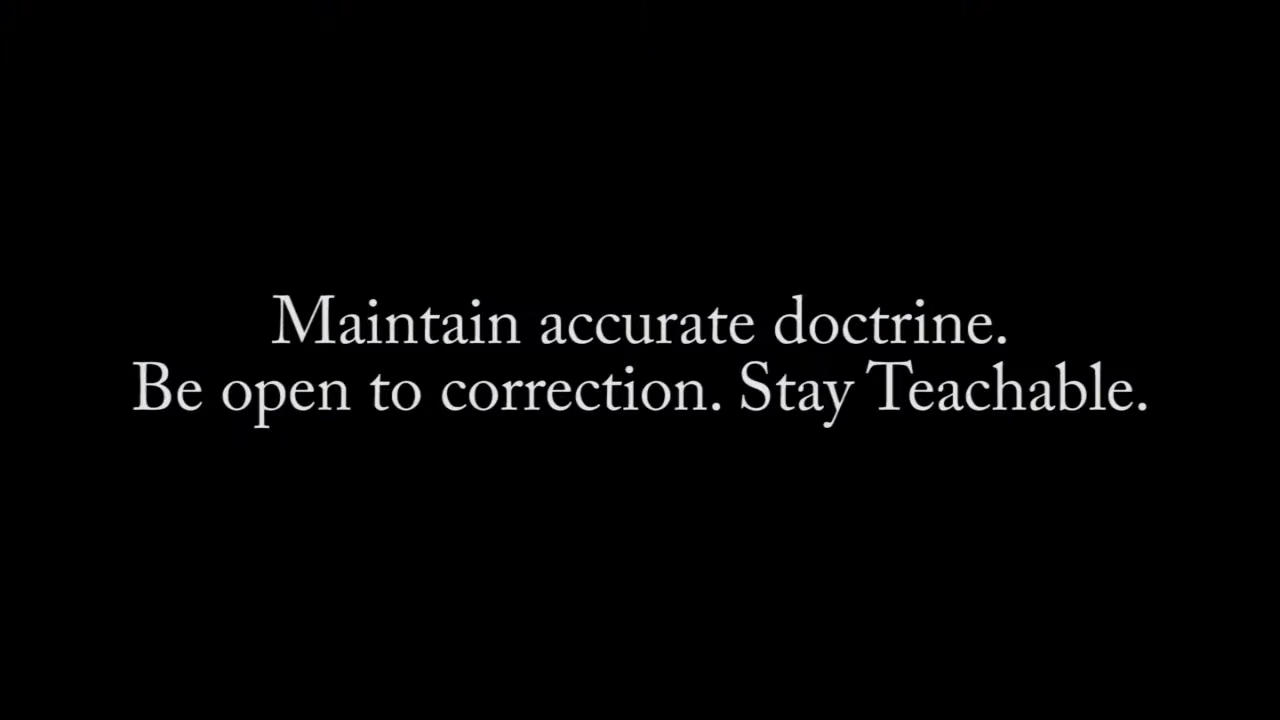 Maintain accurate doctrine.
Be open to correction. Stay Teachable.